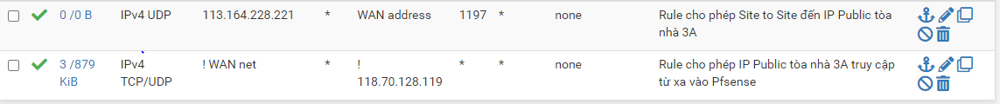 0 /0 B IPv4 UDP 113.164.228.221 * WAN address 1197 * none Rule cho phép Site to Site đến IP Public tòa
nhà 3A
3 /879 IPv4 ! WAN net * ! * * none Rule cho phép IP Public tòa nhà 3A truy cập
KiB TCP/UDP 118.70.128.119 từ xa vào Pfsense